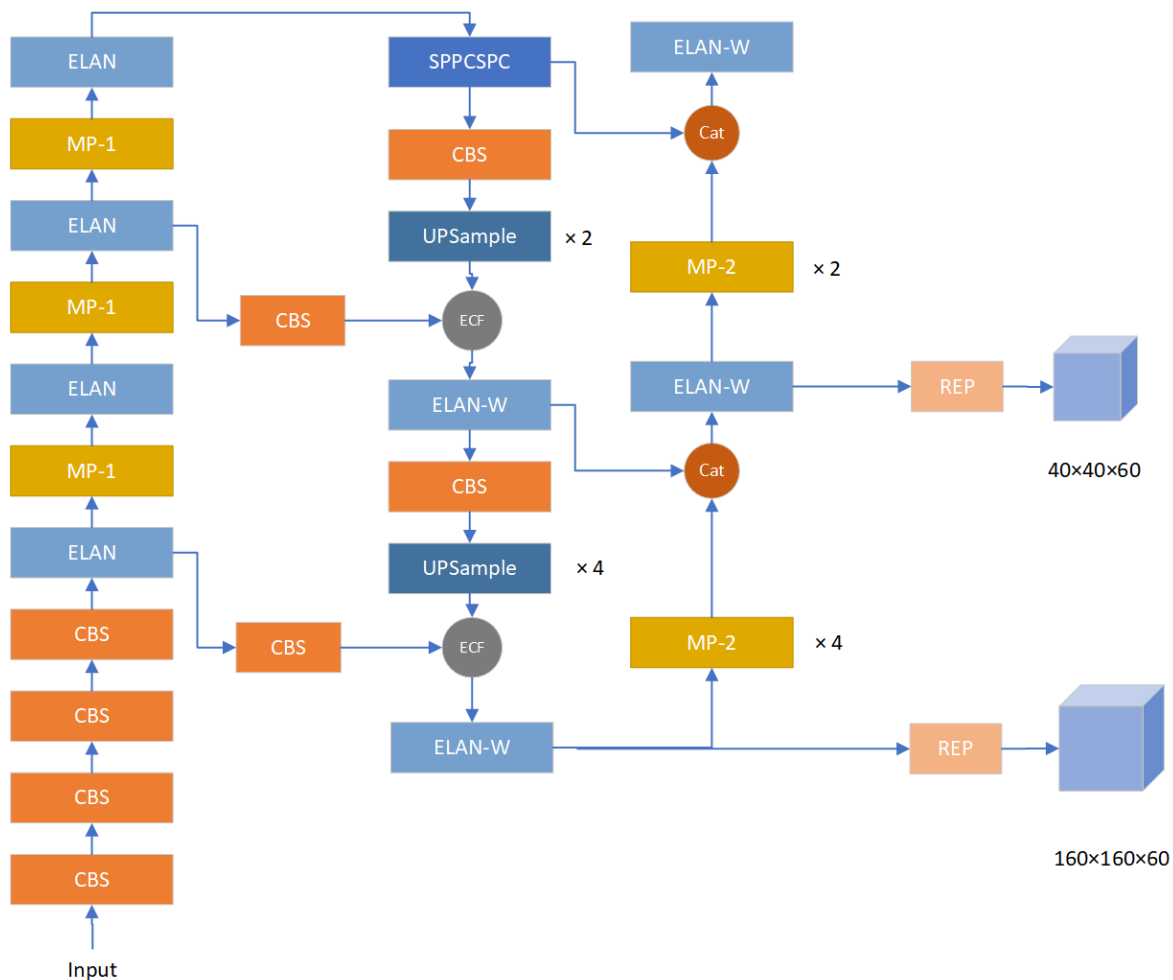 ELAN
MP-1
ELAN
MP-1
ELAN
MP-1
ELAN
CBS
CBS
CBS
CBS
Input
CBS
CBS
SPPCSPC
CBS
UPSample × 2
ECF
ELAN-W
CBS
UPSample × 4
ECF
ELAN-W
ELAN-W
Cat
MP-2 × 2
ELAN-W
Cat
MP-2 × 4
REP
40×40×60
REP
160×160×60